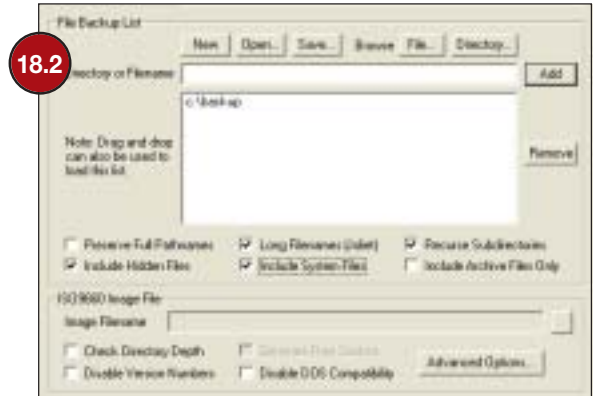 File Backup List
New Open... Save... Browse File... Directory...
18.2
Directory or Filename Add
c:\backup
Note: Drag and drop
can also be used to
load this list.
Remove
Preserve Full Pathnames Long Filenames (Joliet) Recurse Subdirectories
Include Hidden Files Include System Files Include Archive Files Only
ISO9660 Image File
Image Filename
Check Directory Depth
Advanced Options...
Disable Version Numbers Disable DOS Compatibility